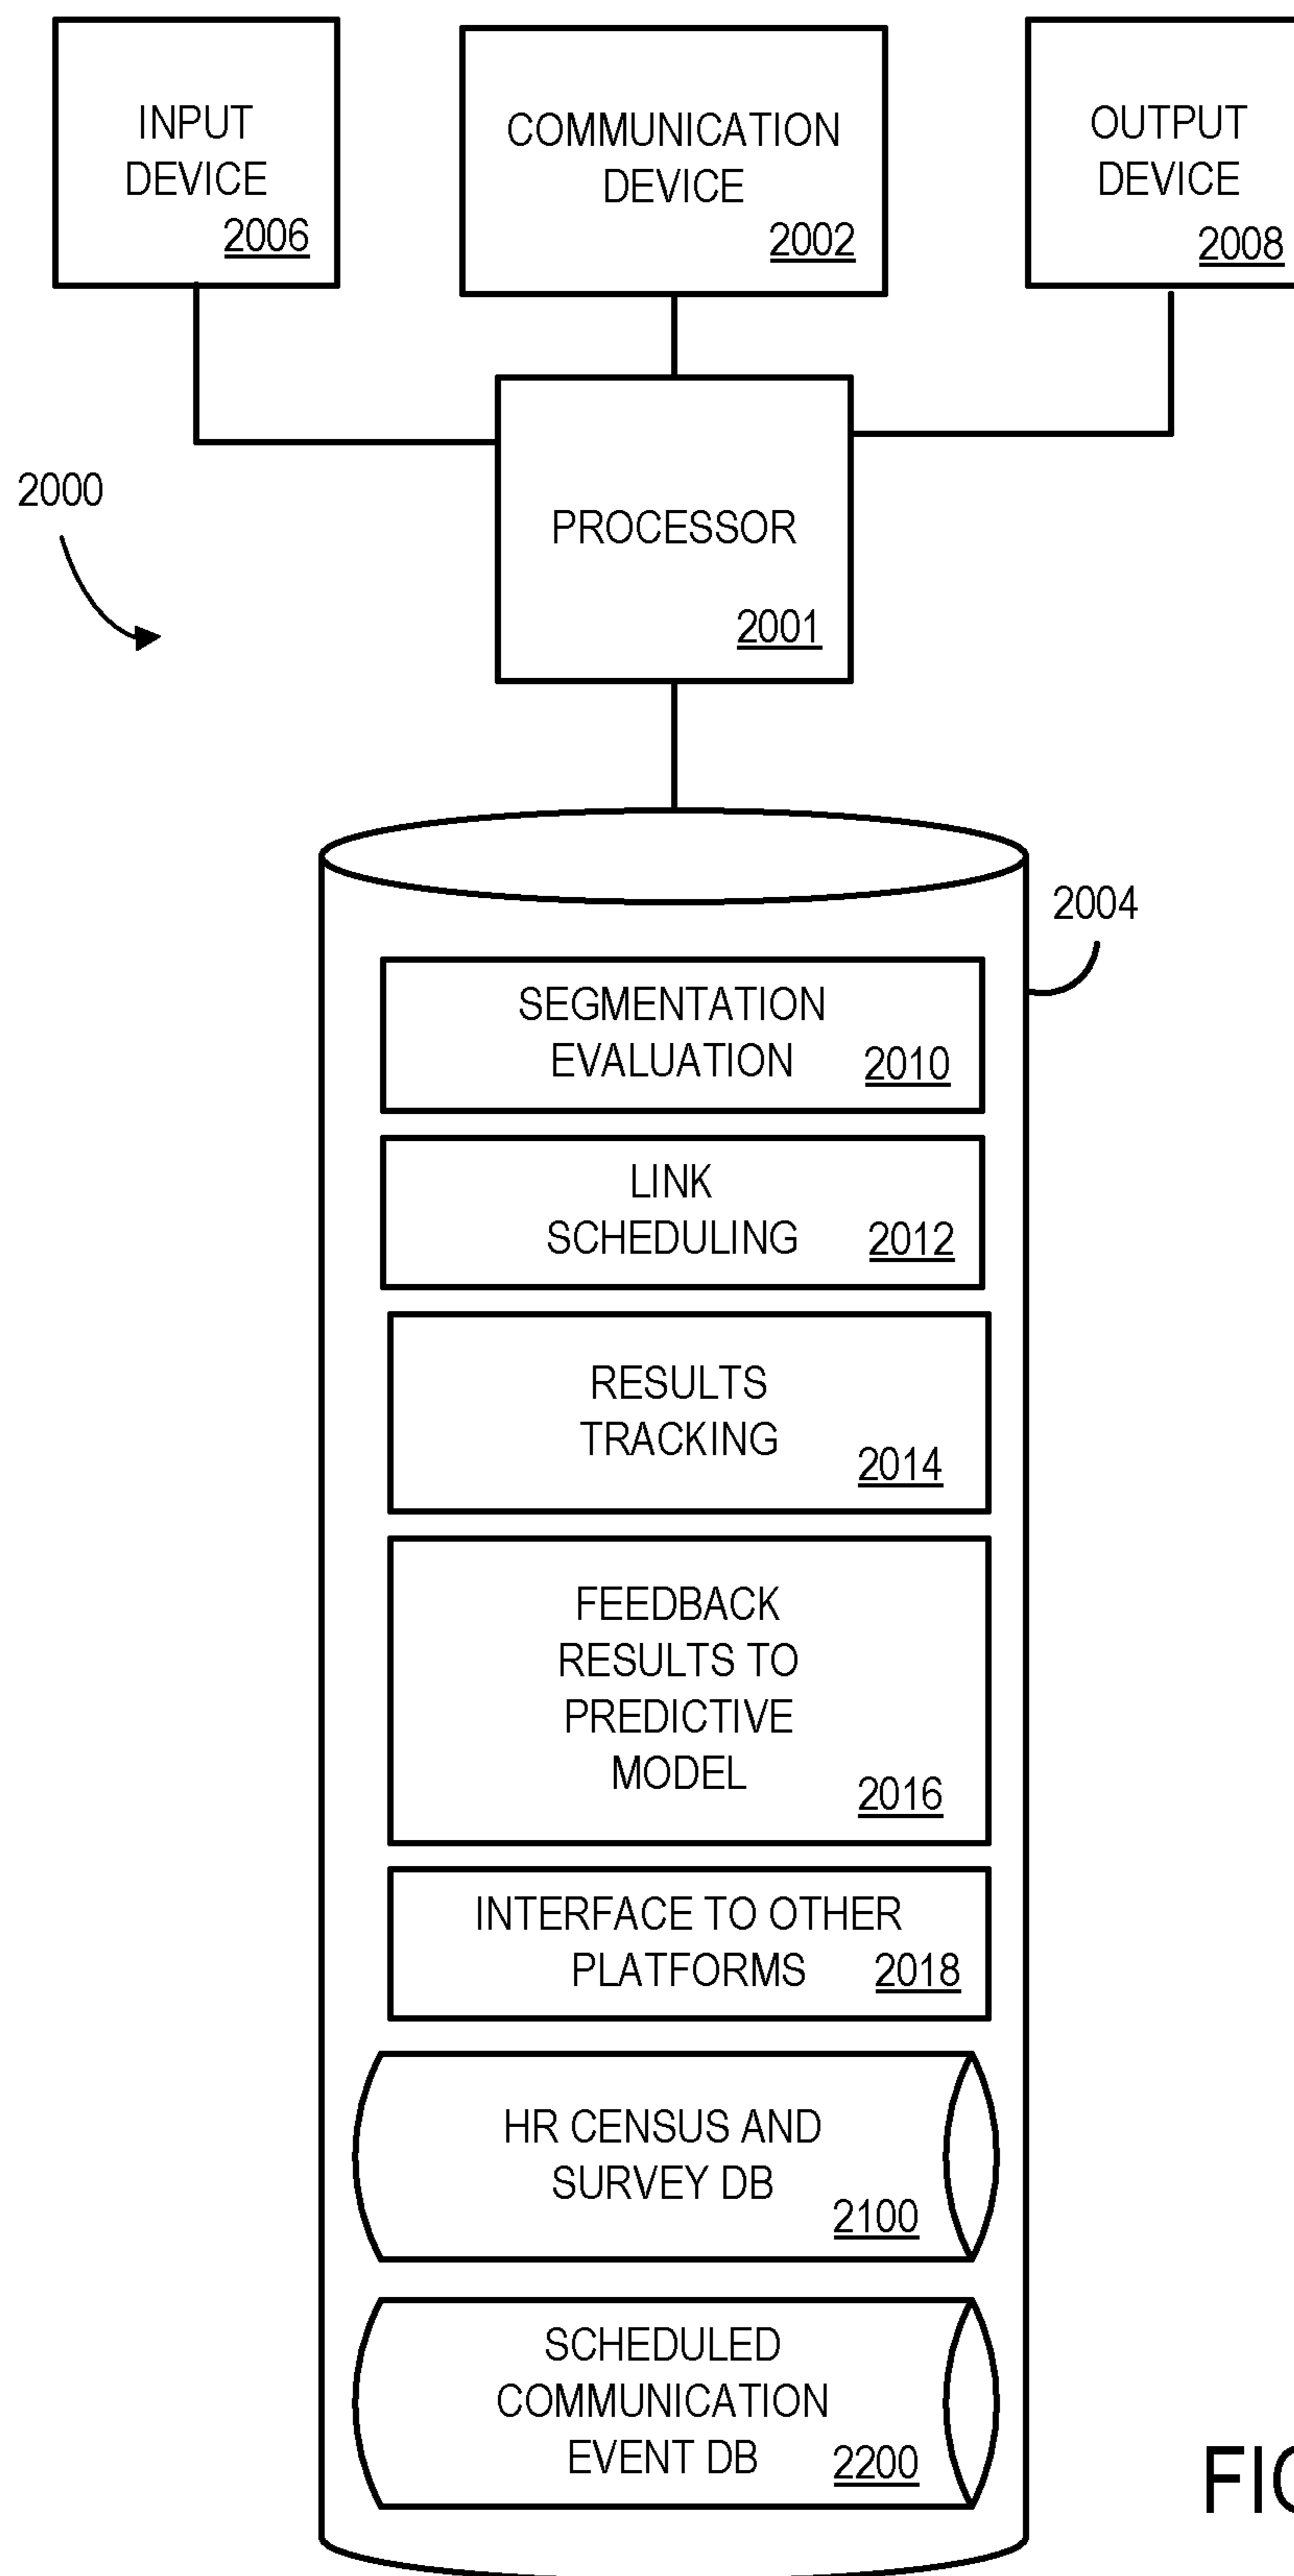 INPUT
DEVICE
2006
COMMUNICATION
DEVICE
2002
OUTPUT
DEVICE
2008
2000
PROCESSOR
2001
2004
SEGMENTATION
EVALUATION 2010
LINK
SCHEDULING 2012
RESULTS
TRACKING
2014
FEEDBACK
RESULTS TO
PREDICTIVE
MODEL
2016
INTERFACE TO OTHER
PLATFORMS 2018
HR CENSUS AND
SURVEY DB
2100
SCHEDULED
COMMUNICATION
EVENT DB 2200